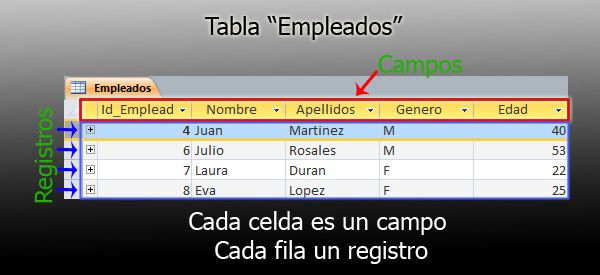 Tabla “Empleados”
Campos
Empleados
Id_Emplead Nombre Apellidos Genero Edad
Registros
4 Juan Martinez M 40
6 Julio Rosales M 53
7 Laura Duran F 22
8 Eva Lopez F 25
Cada celda es un campo
Cada fila un registro